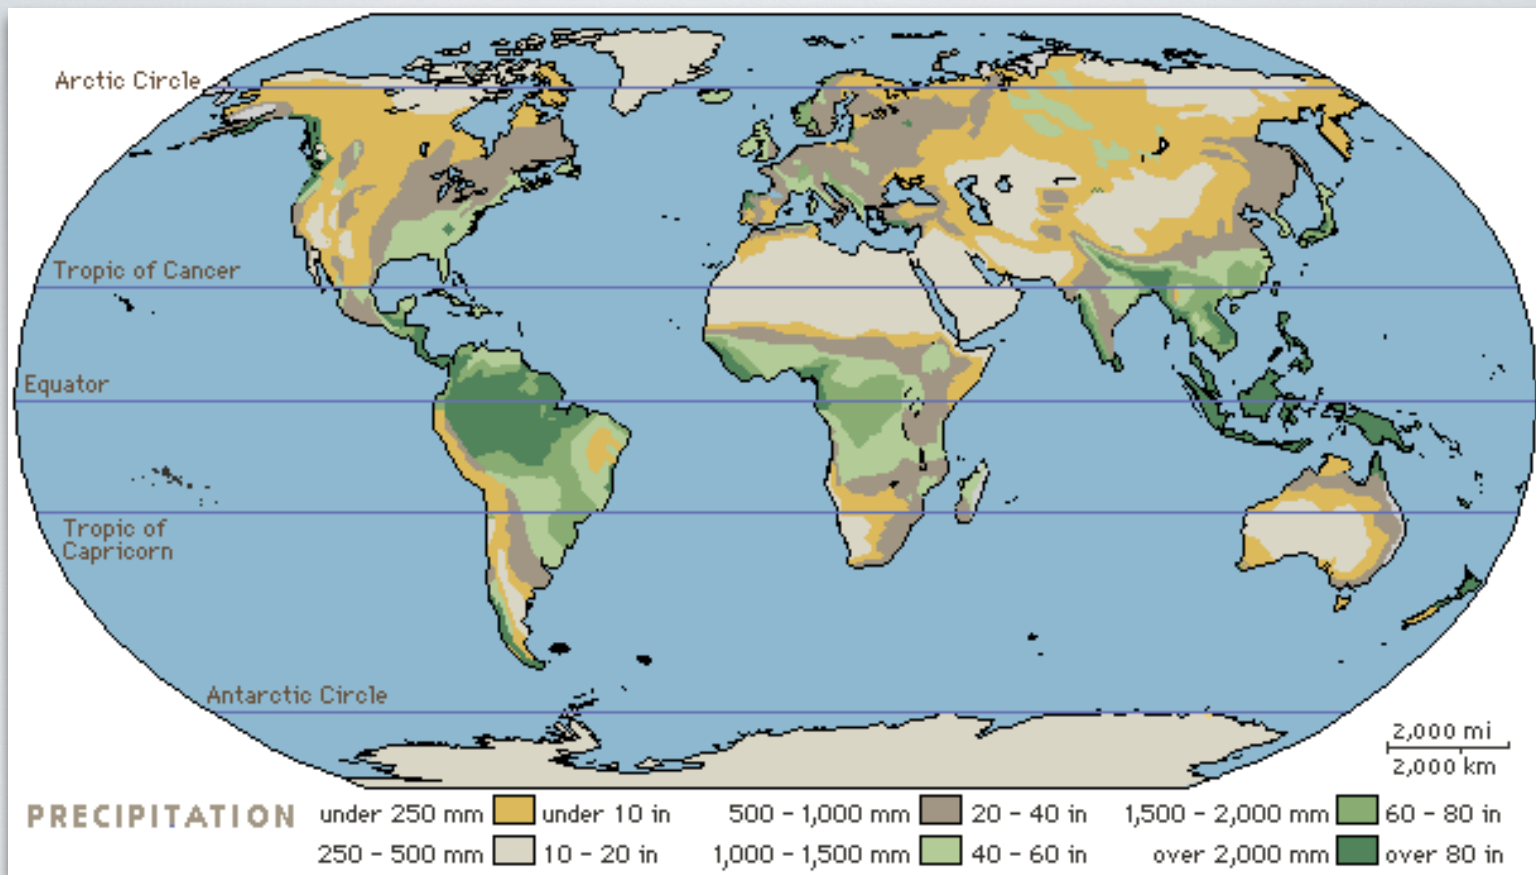 Arctic Circle
Tropic of Cancer
Equator
Tropic of
Capricorn
Antarctic Circle
2,000 mi
2,000 km
PRECIPITATION
under 250 mm under 10 in
250 - 500 mm 10 - 20 in
500 - 1,000 mm 20 - 40 in
1,000 - 1,500 mm 40 - 60 in
1,500 - 2,000 mm 60 - 80 in
over 2,000 mm over 80 in